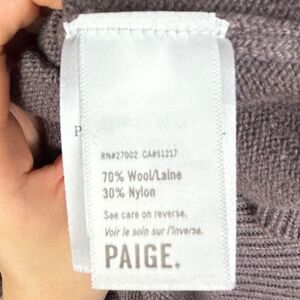 P
RN#27002 CA#51217
70% Wool/Laine
30% Nylon
See care on reverse.
Voir le soin sur l'inverse.
PAIGE.